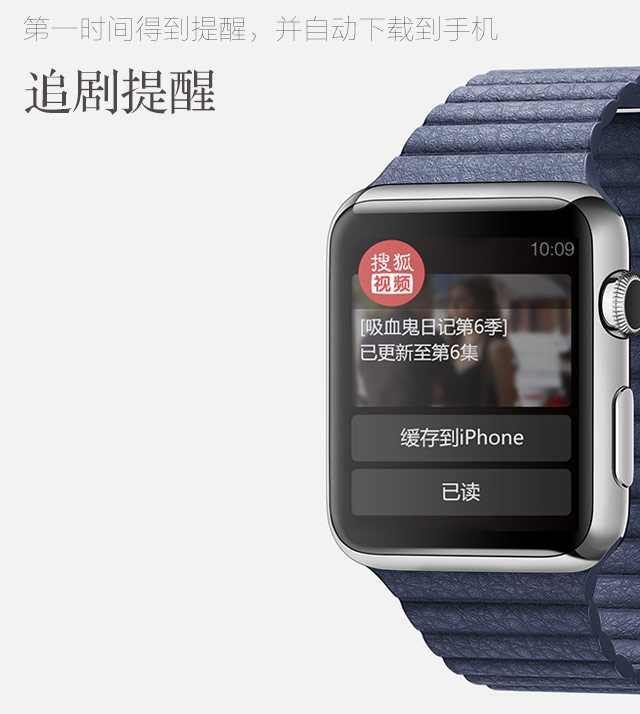 第一时间得到提醒，并自动下载到手机
追剧提醒
10:09
搜狐
视频
[吸血鬼日记第6季]
已更新至第6集
缓存到iPhone
已读